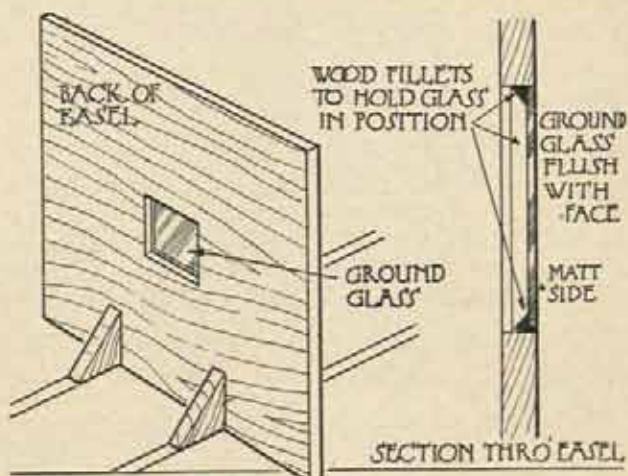 BACK OF
EASEL
GROUND
GLASS
WOOD FILLETS
TO HOLD GLASS
IN POSITION
GROUND
GLASS
FLUSH
WITH
FACE
MATT
SIDE
SECTION THRO' EASEL